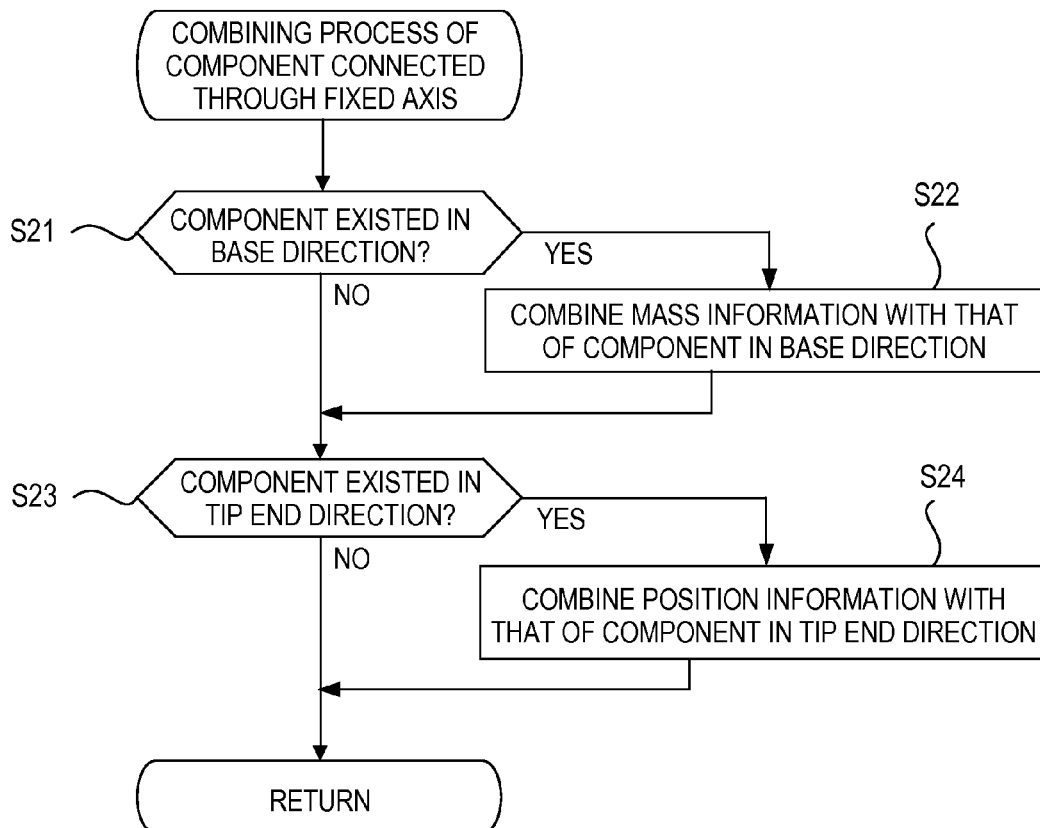 COMBINING PROCESS OF
COMPONENT CONNECTED
THROUGH FIXED AXIS
S21
COMPONENT EXISTED IN
BASE DIRECTION?
YES
NO
S22
COMBINE MASS INFORMATION WITH THAT
OF COMPONENT IN BASE DIRECTION
S23
COMPONENT EXISTED IN
TIP END DIRECTION?
YES
NO
S24
COMBINE POSITION INFORMATION WITH
THAT OF COMPONENT IN TIP END DIRECTION
RETURN